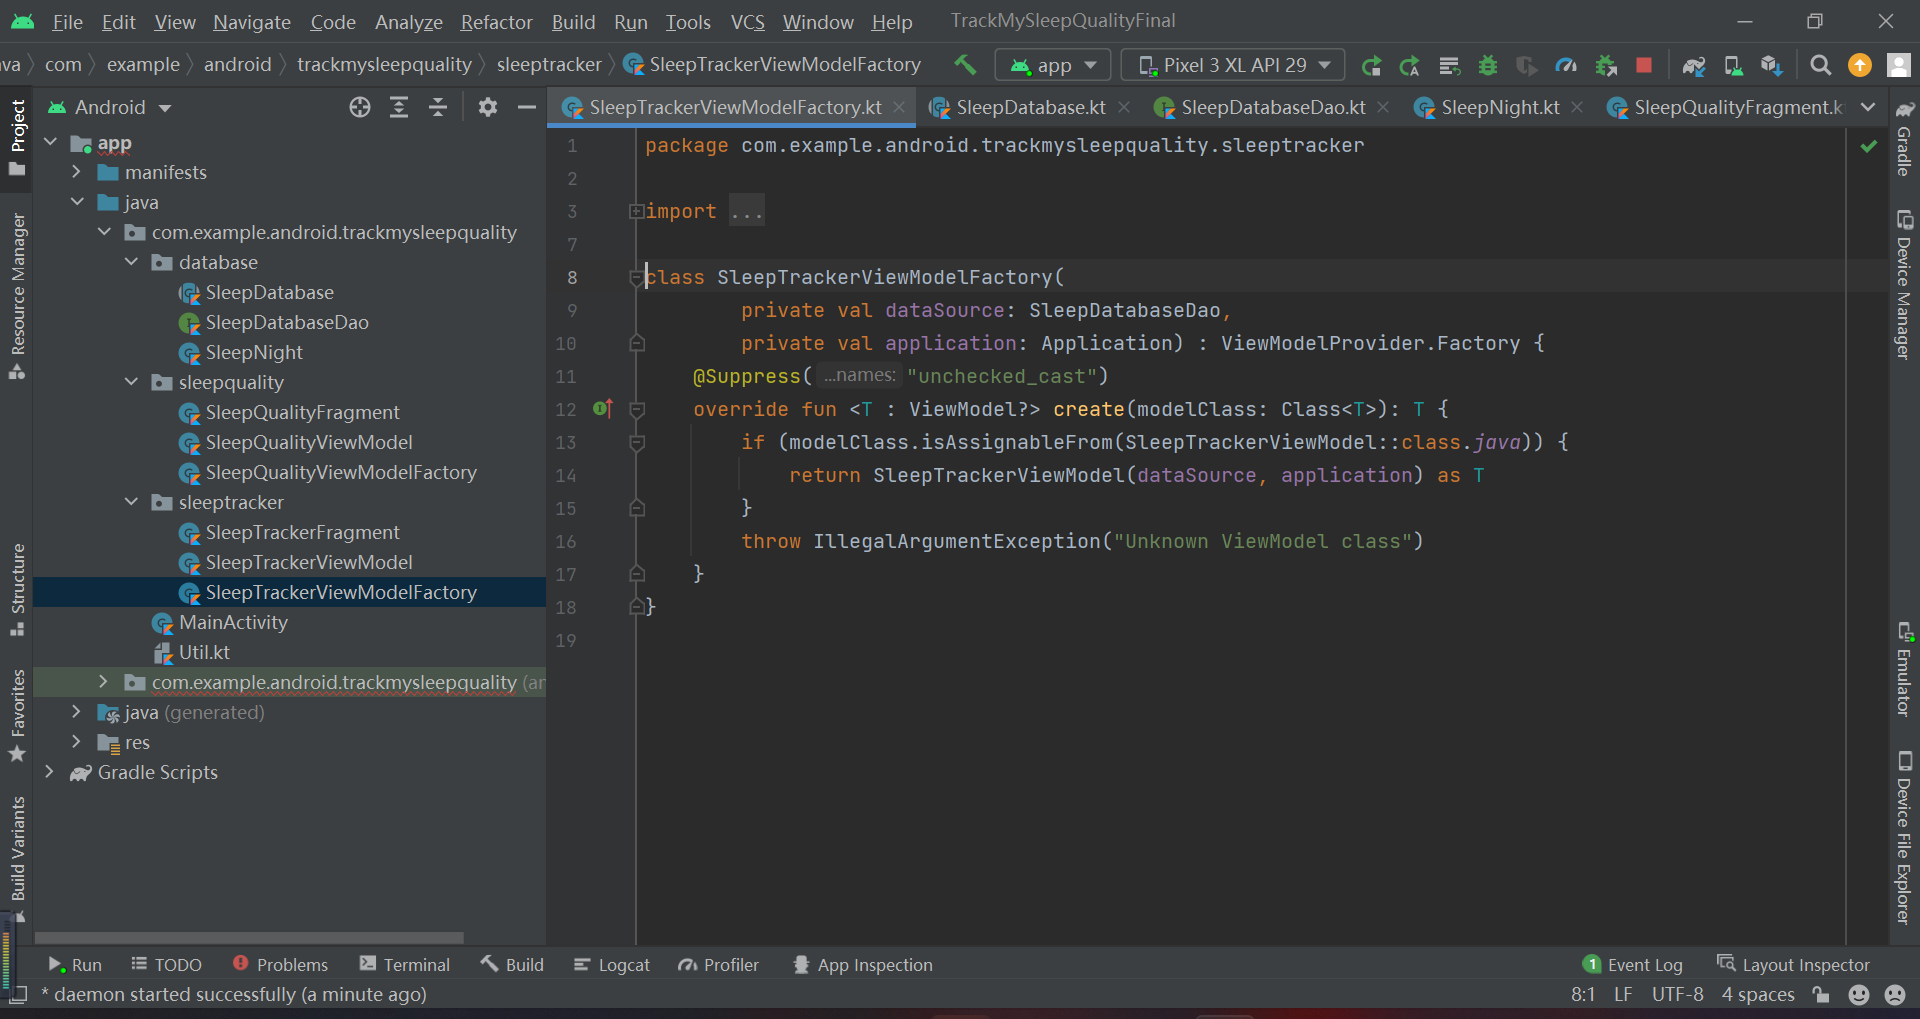 File Edit View Navigate Code Analyze Refactor Build Run Tools VCS Window Help TrackMySleepQualityFinal
va com example android trackmysleepquality sleeptracker SleepTrackerViewModelFactory app Pixel 3 XL API 29
Project
Resource Manager
Structure
Favorites
Build Variants
Android
app
manifests
java
com.example.android.trackmysleepquality
database
SleepDatabase
SleepDatabaseDao
SleepNight
sleepquality
SleepQualityFragment
SleepQualityViewModel
SleepQualityViewModelFactory
sleeptracker
SleepTrackerFragment
SleepTrackerViewModel
SleepTrackerViewModelFactory
MainActivity
Util.kt
com.example.android.trackmysleepquality (an
java (generated)
res
Gradle Scripts
SleepTrackerViewModelFactory.kt SleepDatabase.kt SleepDatabaseDao.kt SleepNight.kt SleepQualityFragment.k
1 package com.example.android.trackmysleepquality.sleeptracker
2
3 import ...
7
8 class SleepTrackerViewModelFactory(
9 private val dataSource: SleepDatabaseDao,
10 private val application: Application) : ViewModelProvider.Factory {
11 @Suppress( ...names: "unchecked_cast")
12 override fun <T : ViewModel?> create(modelClass: Class<T>): T {
13 if (modelClass.isAssignableFrom(SleepTrackerViewModel::class.java)) {
14 return SleepTrackerViewModel(dataSource, application) as T
15 }
16 throw IllegalArgumentException("Unknown ViewModel class")
17 }
18 }
19
Gradle
Device Manager
Emulator
Device File Explorer
Run TODO Problems Terminal Build Logcat Profiler App Inspection 1 Event Log Layout Inspector
* daemon started successfully (a minute ago) 8:1 LF UTF-8 4 spaces